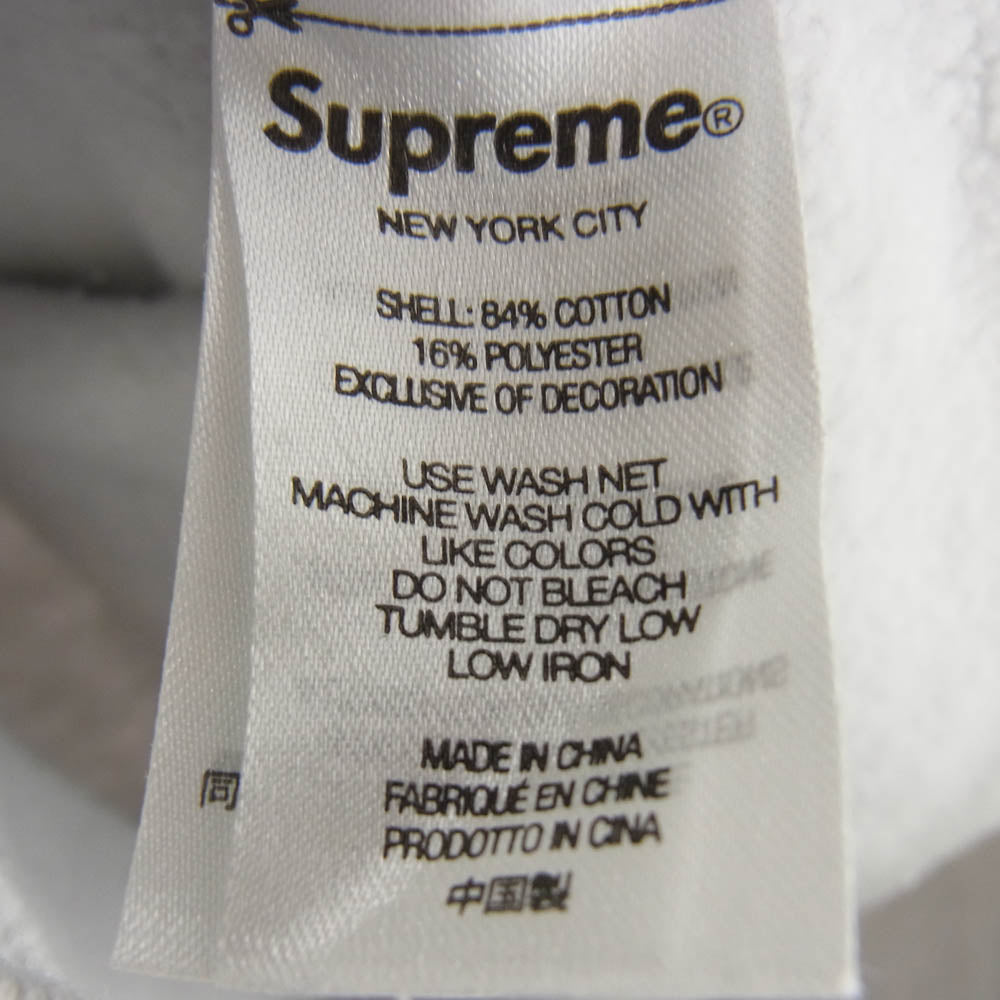 Supreme®
NEW YORK CITY
SHELL: 84% COTTON
16% POLYESTER
EXCLUSIVE OF DECORATION
USE WASH NET
MACHINE WASH COLD WITH
LIKE COLORS
DO NOT BLEACH
TUMBLE DRY LOW
LOW IRON
MADE IN CHINA
FABRIQUÉ EN CHINE
PRODOTTO IN CINA
中国製